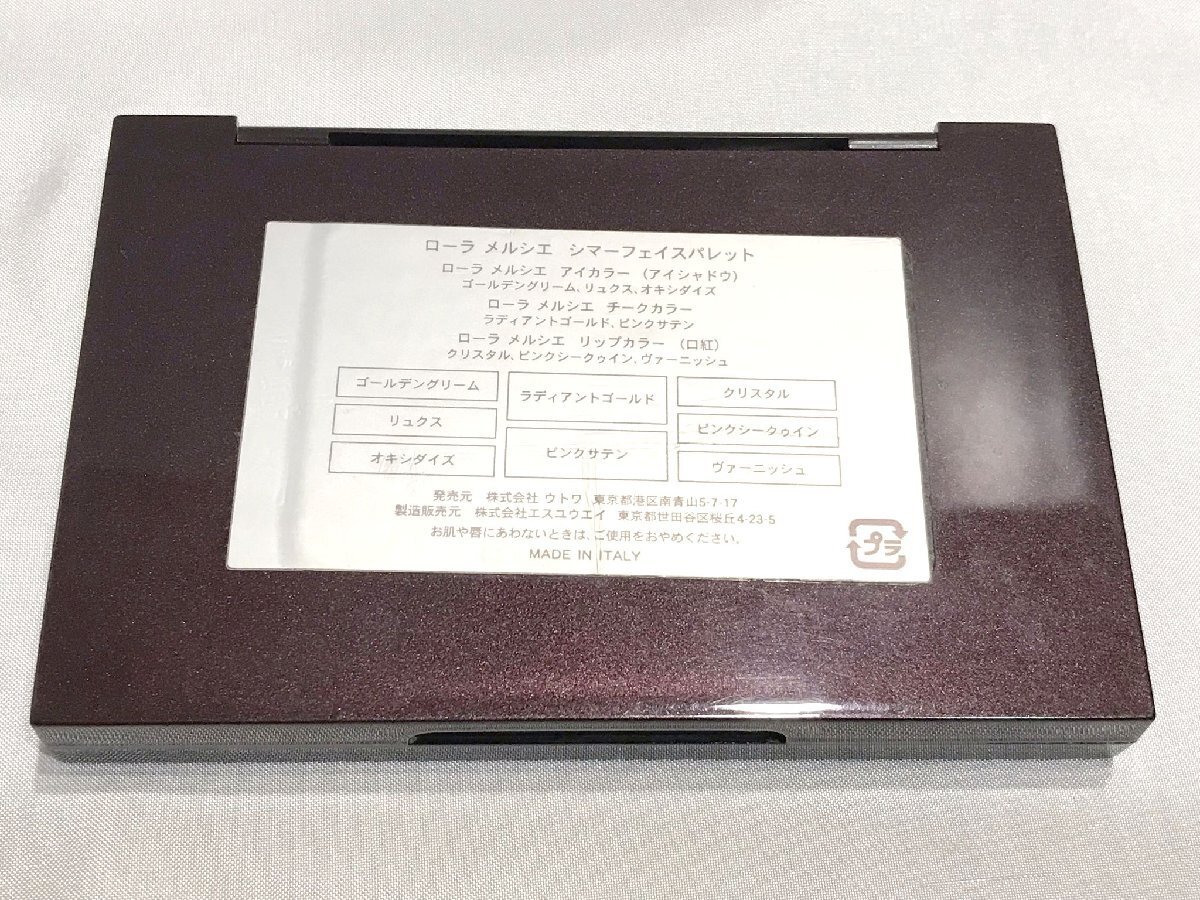 ローラ メルシエ シマーフェイスパレット
ローラ メルシエ アイカラー (アイシャドウ)
ゴールデングリーム、リュクス、オキシダイズ
ローラ メルシエ チークカラー
ラディアントゴールド、ピンクサテン
ローラ メルシエ リップカラー (口紅)
クリスタル、ピンクシークゥイン、ヴァーニッシュ
ゴールデングリーム
リュクス
オキシダイズ
ラディアントゴールド
ピンクサテン
クリスタル
ピンクシークゥイン
ヴァーニッシュ
発売元 株式会社 ウトワ 東京都港区南青山5-7-17
製造販売元 株式会社エスユウエイ 東京都世田谷区桜丘4-23-5
お肌や唇にあわないときは、ご使用をおやめください。
MADE IN ITALY
プラ